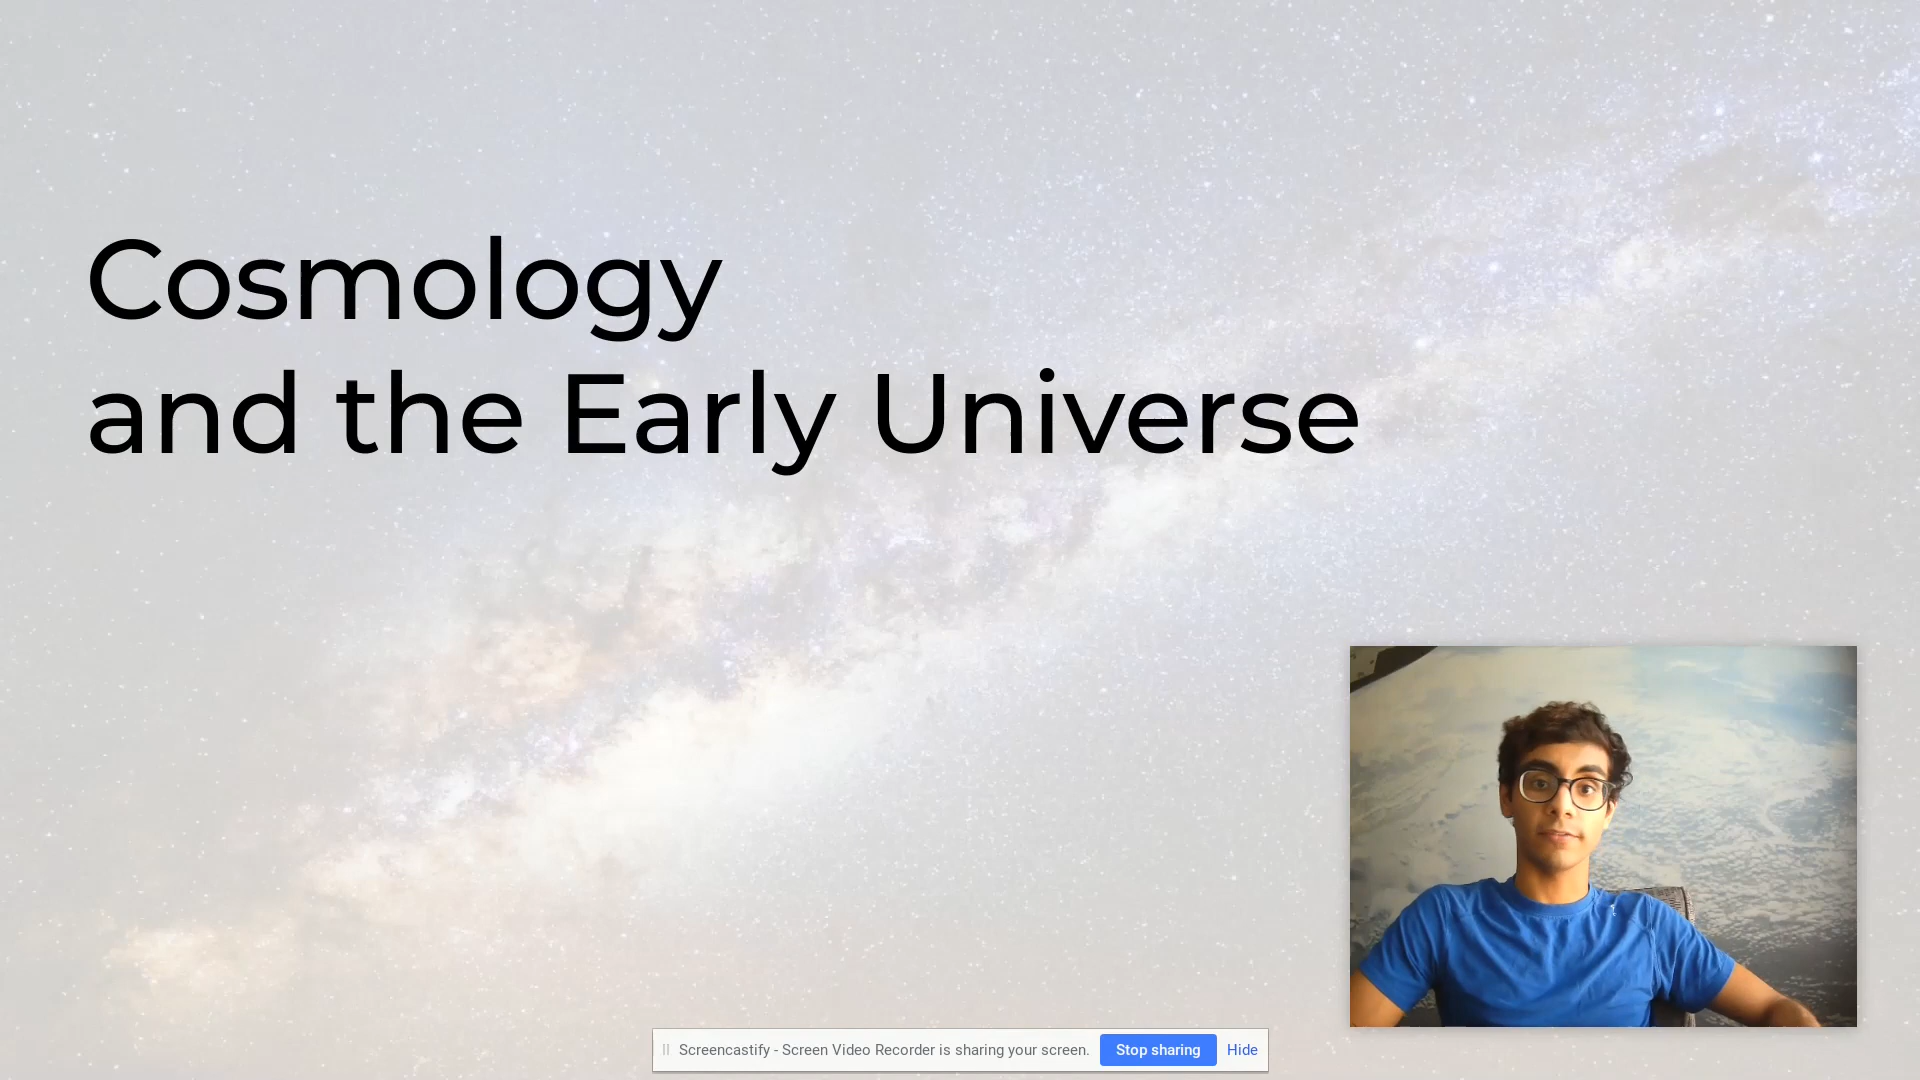 Cosmology
and the Early Universe
Screencastify - Screen Video Recorder is sharing your screen. Stop sharing Hide